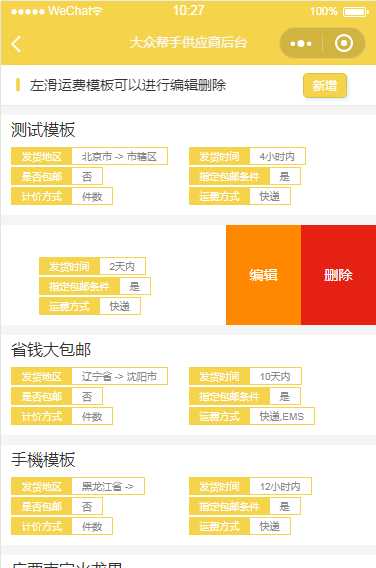 WeChat 10:27 100%
大众帮手供应商后台
左滑运费模板可以进行编辑删除 新增
测试模板
发货地区 北京市 -> 市辖区 发货时间 4小时内
是否包邮 否 指定包邮条件 是
计价方式 件数 运费方式 快递
发货时间 2天内
指定包邮条件 是
运费方式 快递
编辑 删除
省钱大包邮
发货地区 辽宁省 -> 沈阳市 发货时间 10天内
是否包邮 否 指定包邮条件 是
计价方式 件数 运费方式 快递,EMS
手機模板
发货地区 黑龙江省 -> 发货时间 12小时内
是否包邮 否 指定包邮条件 是
计价方式 件数 运费方式 快递